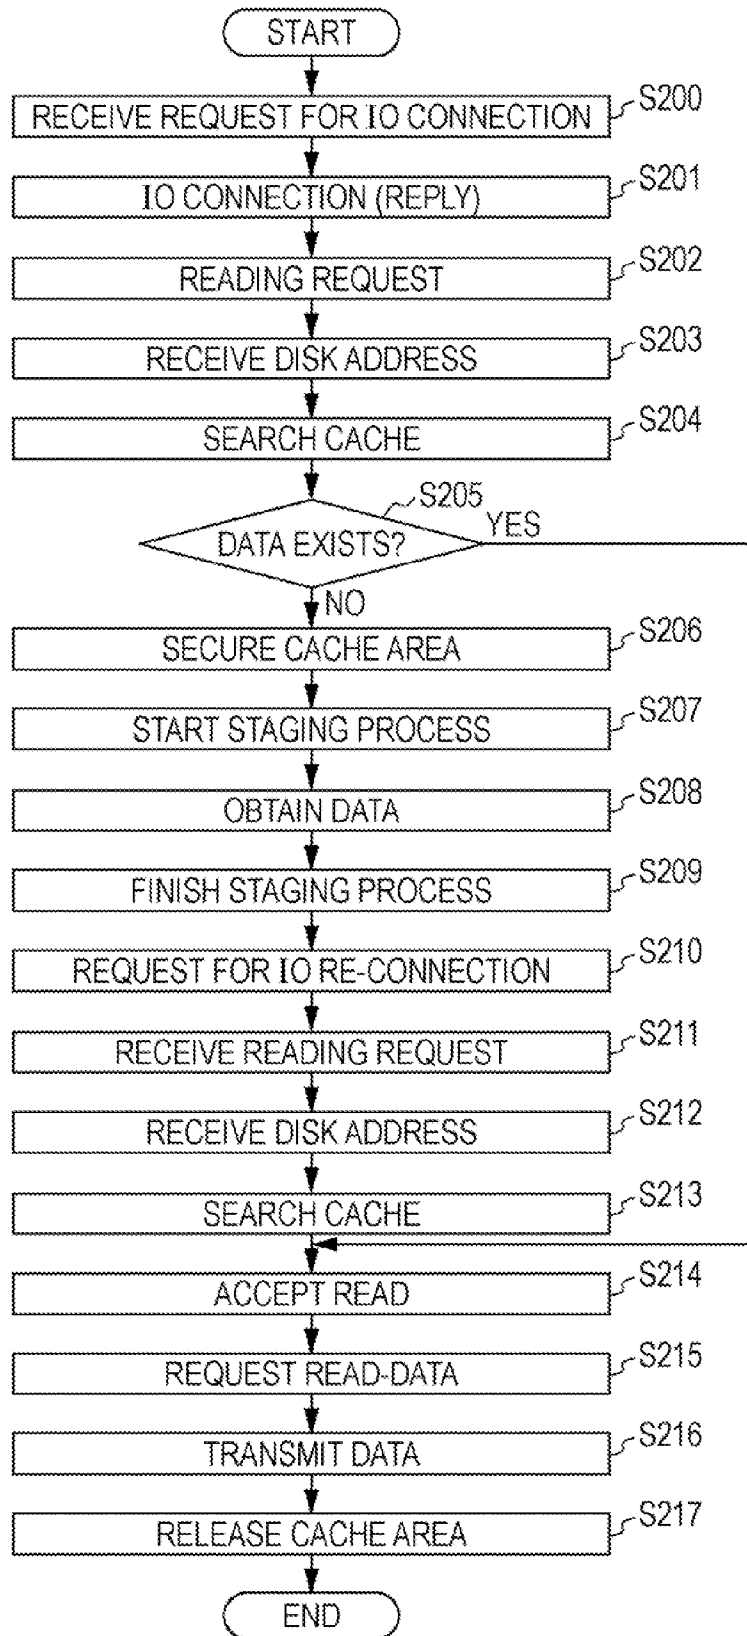 START
RECEIVE REQUEST FOR IO CONNECTION S200
IO CONNECTION (REPLY) S201
READING REQUEST S202
RECEIVE DISK ADDRESS S203
SEARCH CACHE S204
S205
DATA EXISTS? YES
NO
SECURE CACHE AREA S206
START STAGING PROCESS S207
OBTAIN DATA S208
FINISH STAGING PROCESS S209
REQUEST FOR IO RE-CONNECTION S210
RECEIVE READING REQUEST S211
RECEIVE DISK ADDRESS S212
SEARCH CACHE S213
ACCEPT READ S214
REQUEST READ-DATA S215
TRANSMIT DATA S216
RELEASE CACHE AREA S217
END